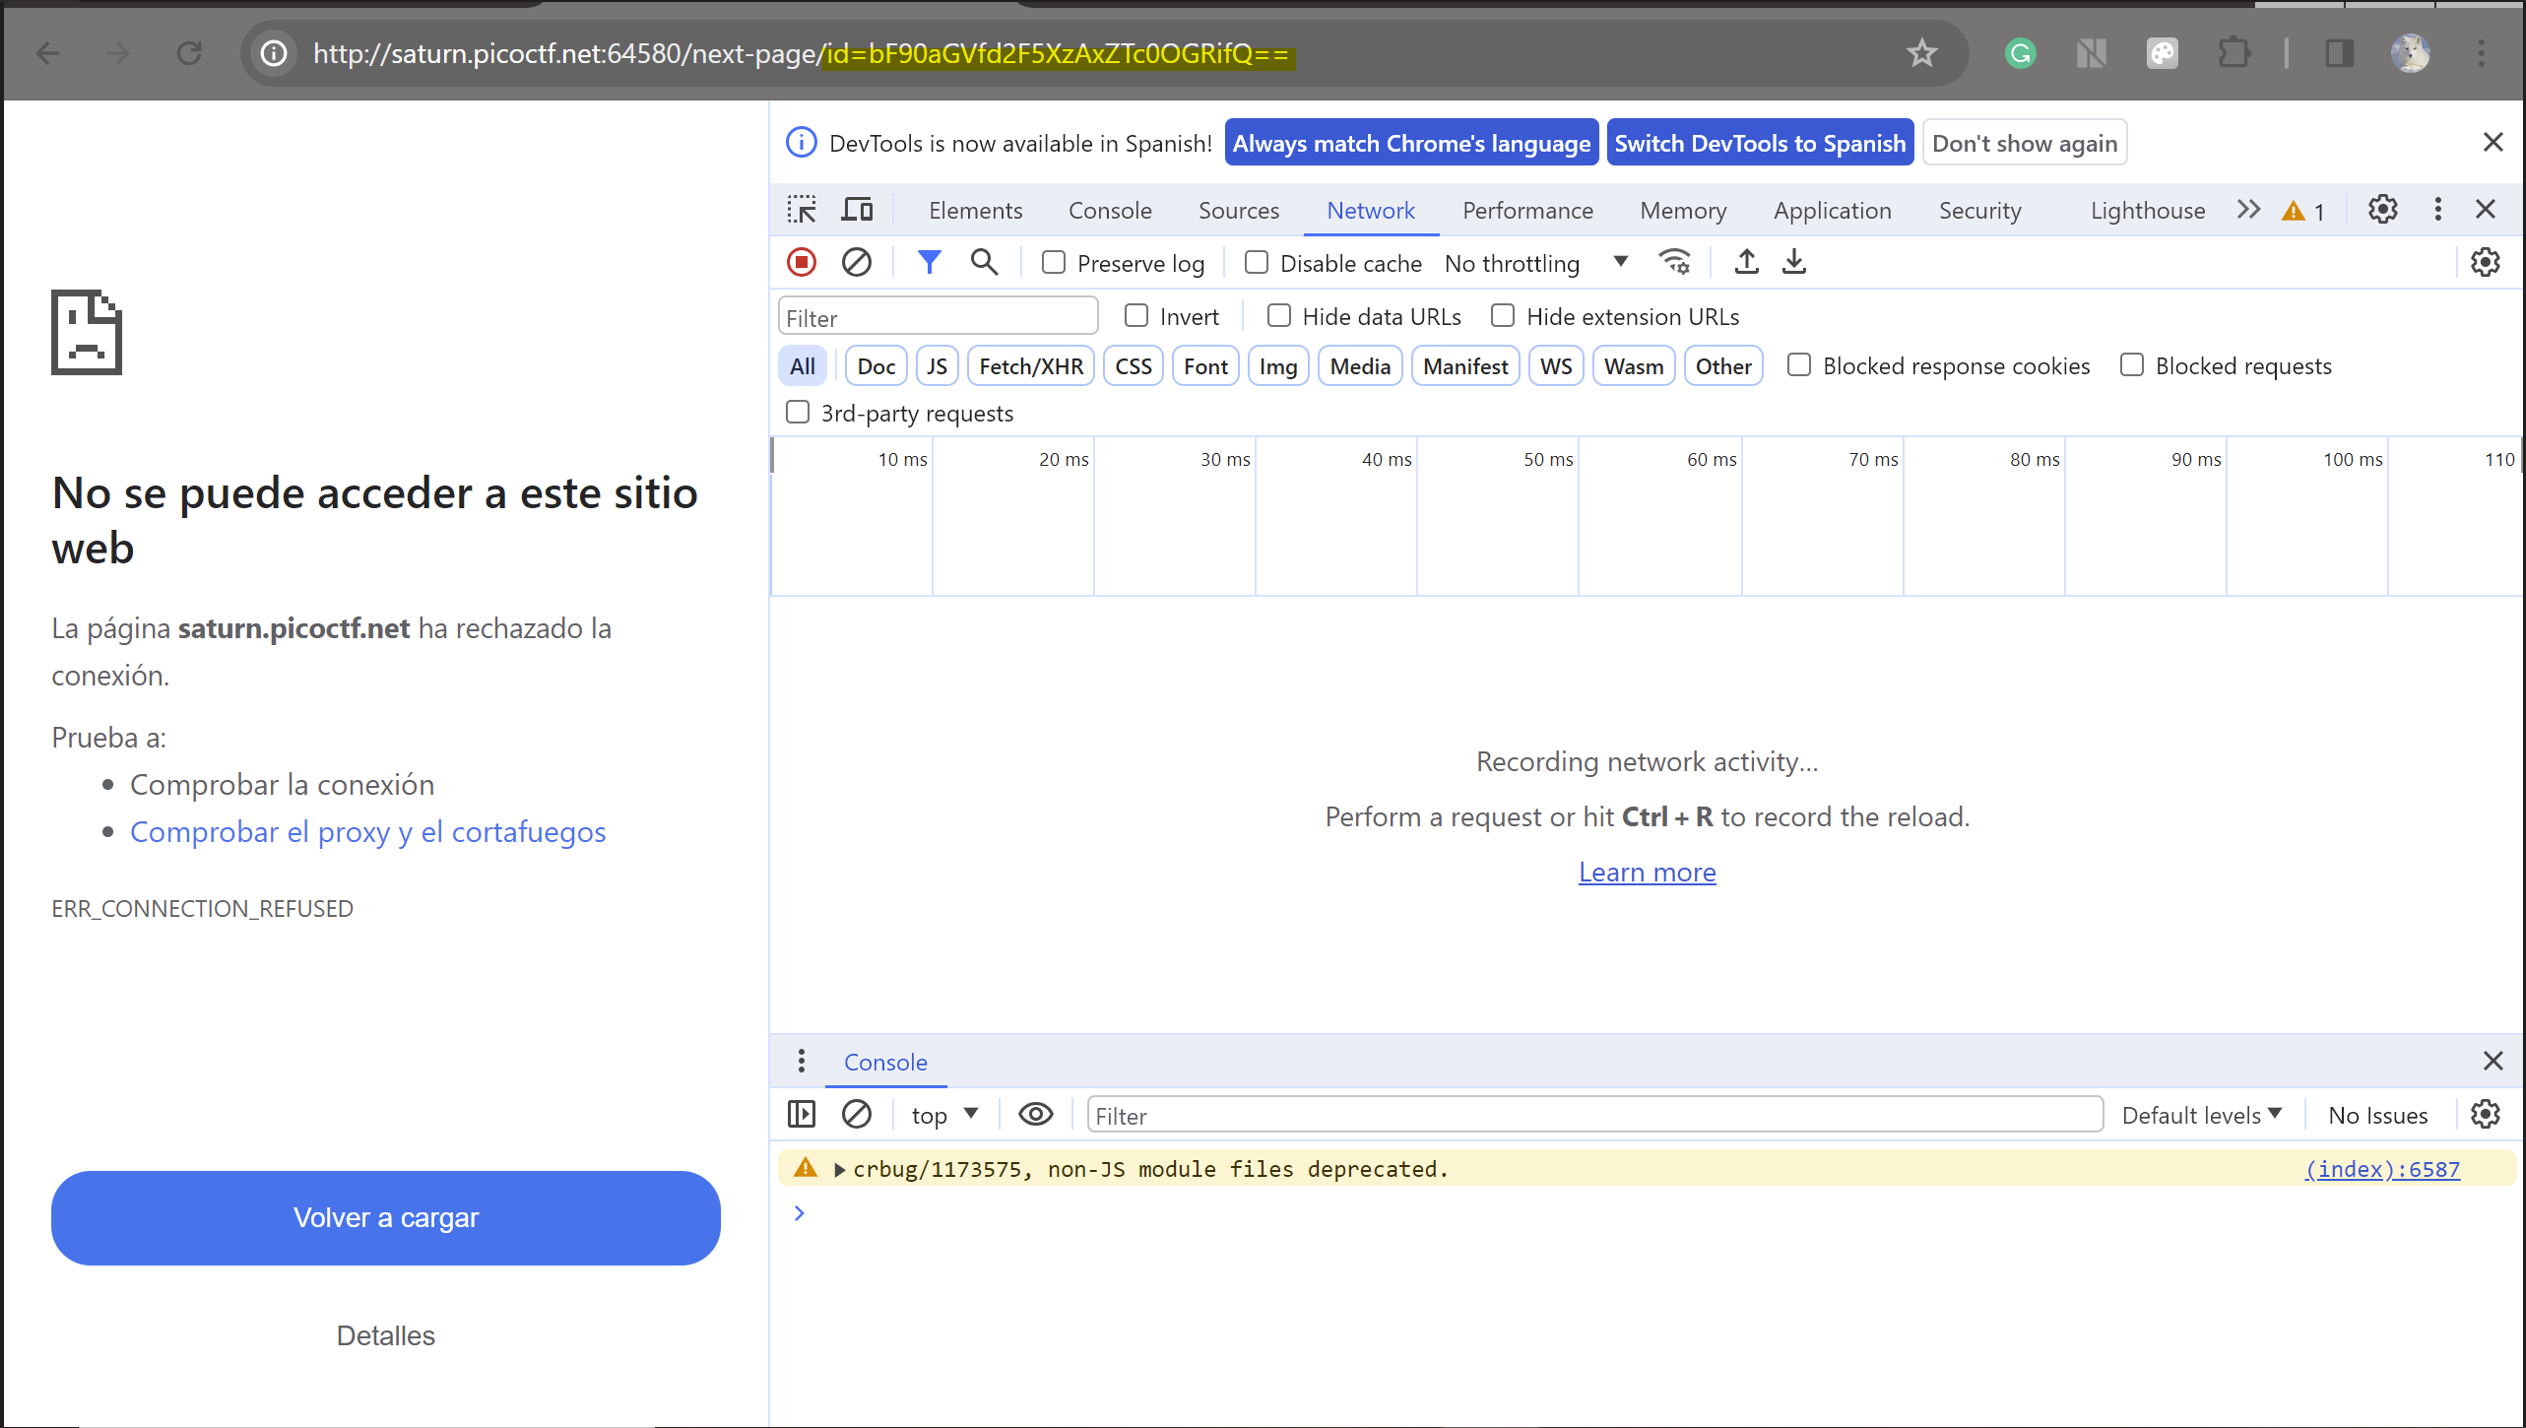 http://saturn.picoctf.net:64580/next-page/id=bF90aGVfd2F5XzAxZTc0OGRifQ==
No se puede acceder a este sitio
web
La página saturn.picoctf.net ha rechazado la
conexión.
Prueba a:
• Comprobar la conexión
• Comprobar el proxy y el cortafuegos
ERR_CONNECTION_REFUSED
Volver a cargar
Detalles
DevTools is now available in Spanish! Always match Chrome's language Switch DevTools to Spanish Don't show again
Elements Console Sources Network Performance Memory Application Security Lighthouse 1
Preserve log Disable cache No throttling
Filter Invert Hide data URLs Hide extension URLs
All Doc JS Fetch/XHR CSS Font Img Media Manifest WS Wasm Other Blocked response cookies Blocked requests
3rd-party requests
10 ms 20 ms 30 ms 40 ms 50 ms 60 ms 70 ms 80 ms 90 ms 100 ms 110
Recording network activity…
Perform a request or hit Ctrl + R to record the reload.
Learn more
Console
top Filter Default levels No Issues
crbug/1173575, non-JS module files deprecated. (index):6587